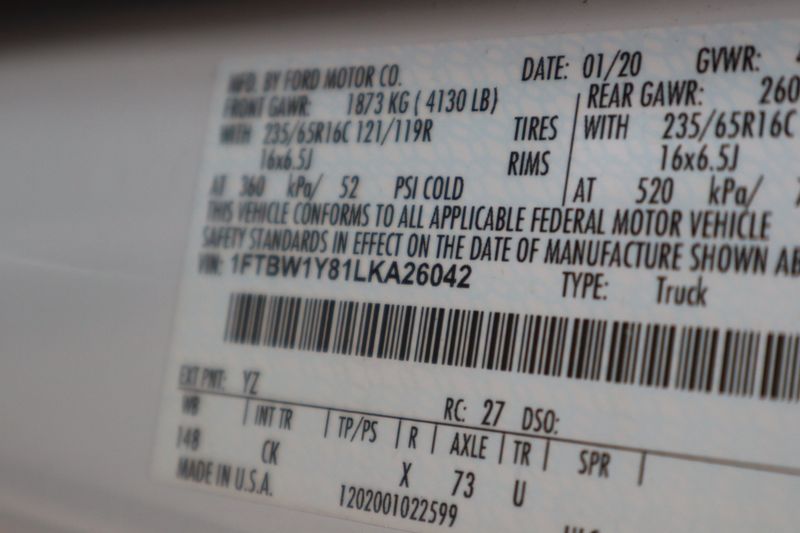 MFD. BY FORD MOTOR CO. DATE: 01/20 GVWR:
FRONT GAWR: 1873 KG ( 4130 LB) REAR GAWR: 260
WITH 235/65R16C 121/119R TIRES WITH 235/65R16C
16x6.5J RIMS 16x6.5J
AT 360 kPa/ 52 PSI COLD AT 520 kPa/
THIS VEHICLE CONFORMS TO ALL APPLICABLE FEDERAL MOTOR VEHICLE
SAFETY STANDARDS IN EFFECT ON THE DATE OF MANUFACTURE SHOWN AB
VIN: 1FTBW1Y81LKA26042 TYPE: Truck
EXT PNT: YZ RC: 27 DSO:
WB INT TR TP/PS R AXLE TR SPR
148 CK X 73 U
MADE IN U.S.A. 1202001022599